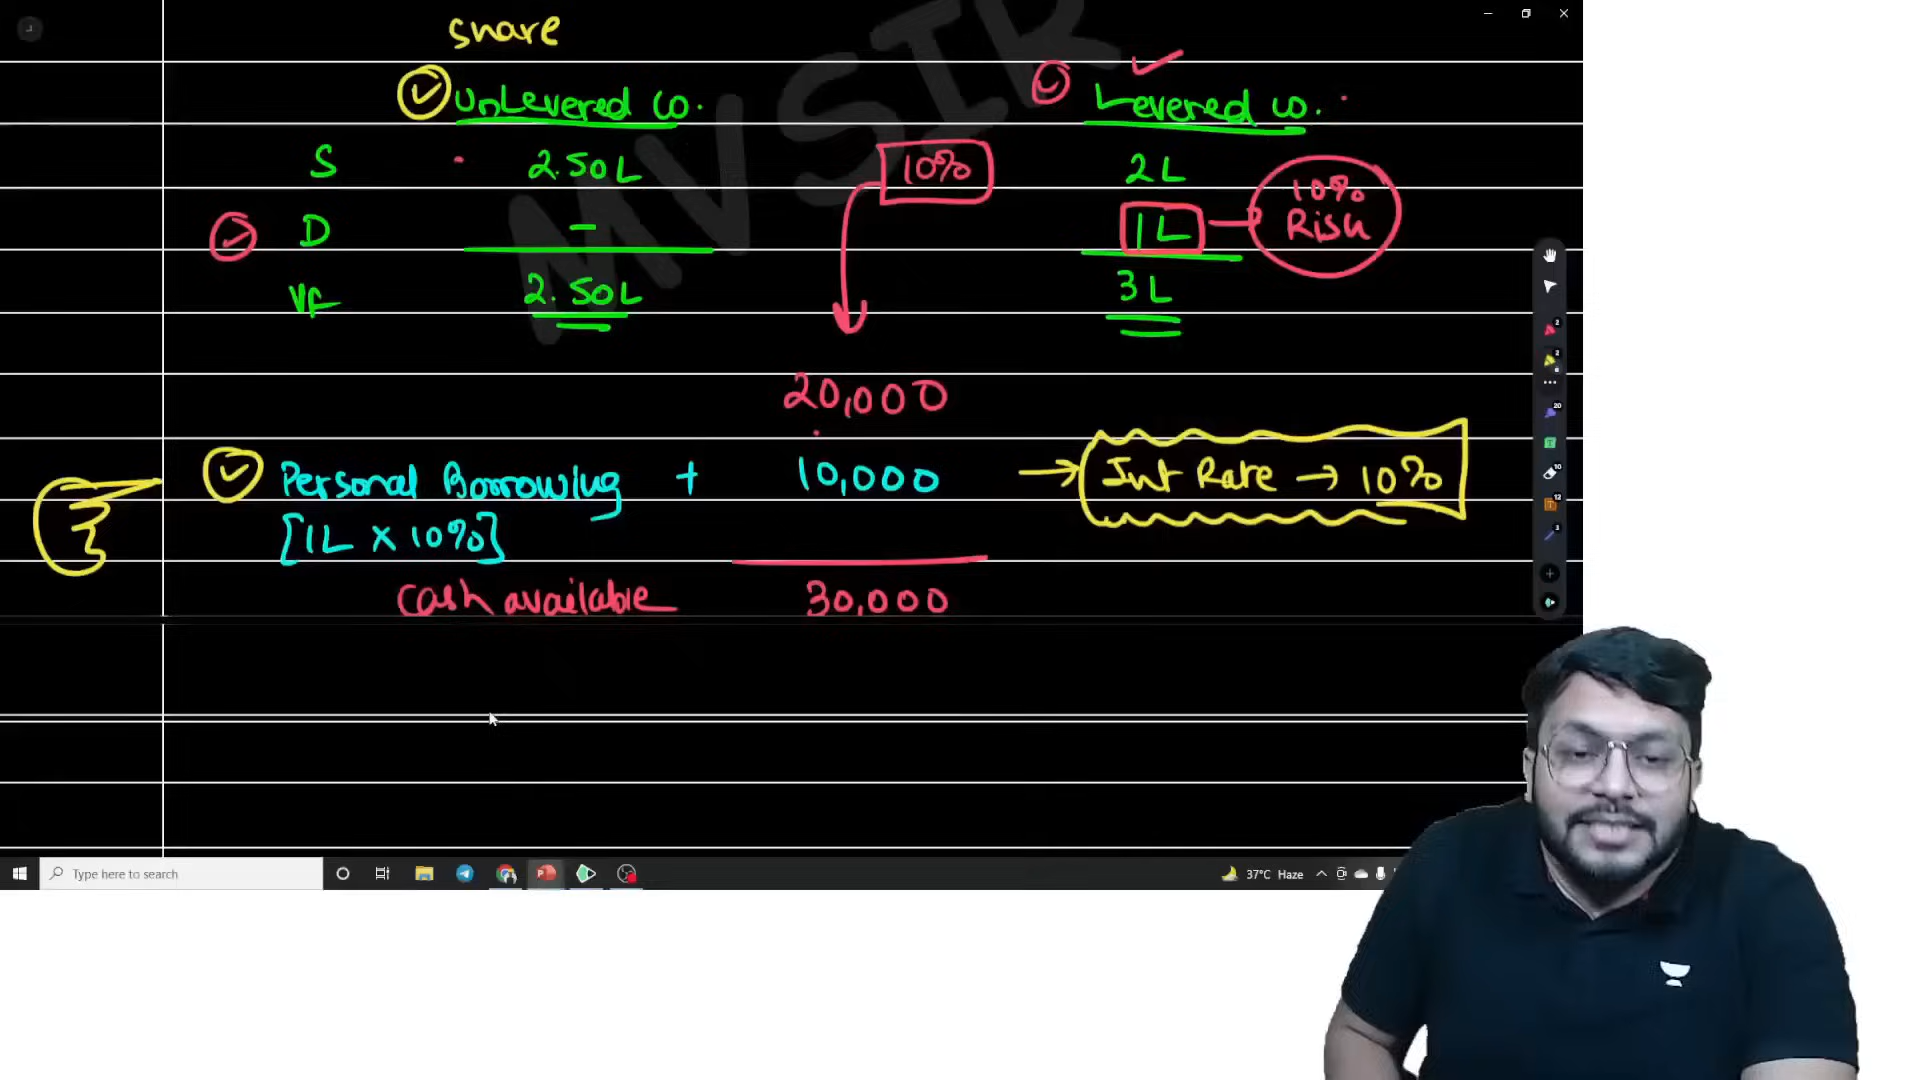 share
UnLevered Co.
Levered Co.
S 2.50L 10% 2L 10% Risk
D - 1L
VF 2.50L 3L
20,000
Personal Borrowing + 10,000 → Int Rate → 10%
[1L X 10%]
Cash available 30,000
MVSIR
Type here to search
37°C Haze